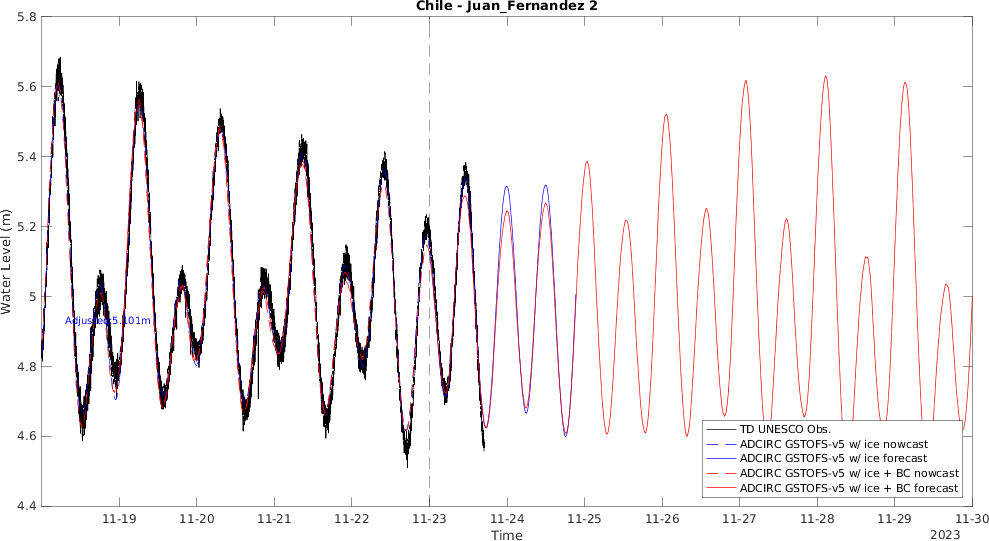 Chile - Juan_Fernandez 2
5.8
5.6
5.4
5.2
5
4.8
4.6
4.4
Water Level (m)
Adjusted:5.101m
11-19
11-20
11-21
11-22
11-23
11-24
11-25
11-26
11-27
11-28
11-29
11-30
Time
2023
TD UNESCO Obs.
ADCIRC GSTOFS-v5 w/ ice nowcast
ADCIRC GSTOFS-v5 w/ ice forecast
ADCIRC GSTOFS-v5 w/ ice + BC nowcast
ADCIRC GSTOFS-v5 w/ ice + BC forecast